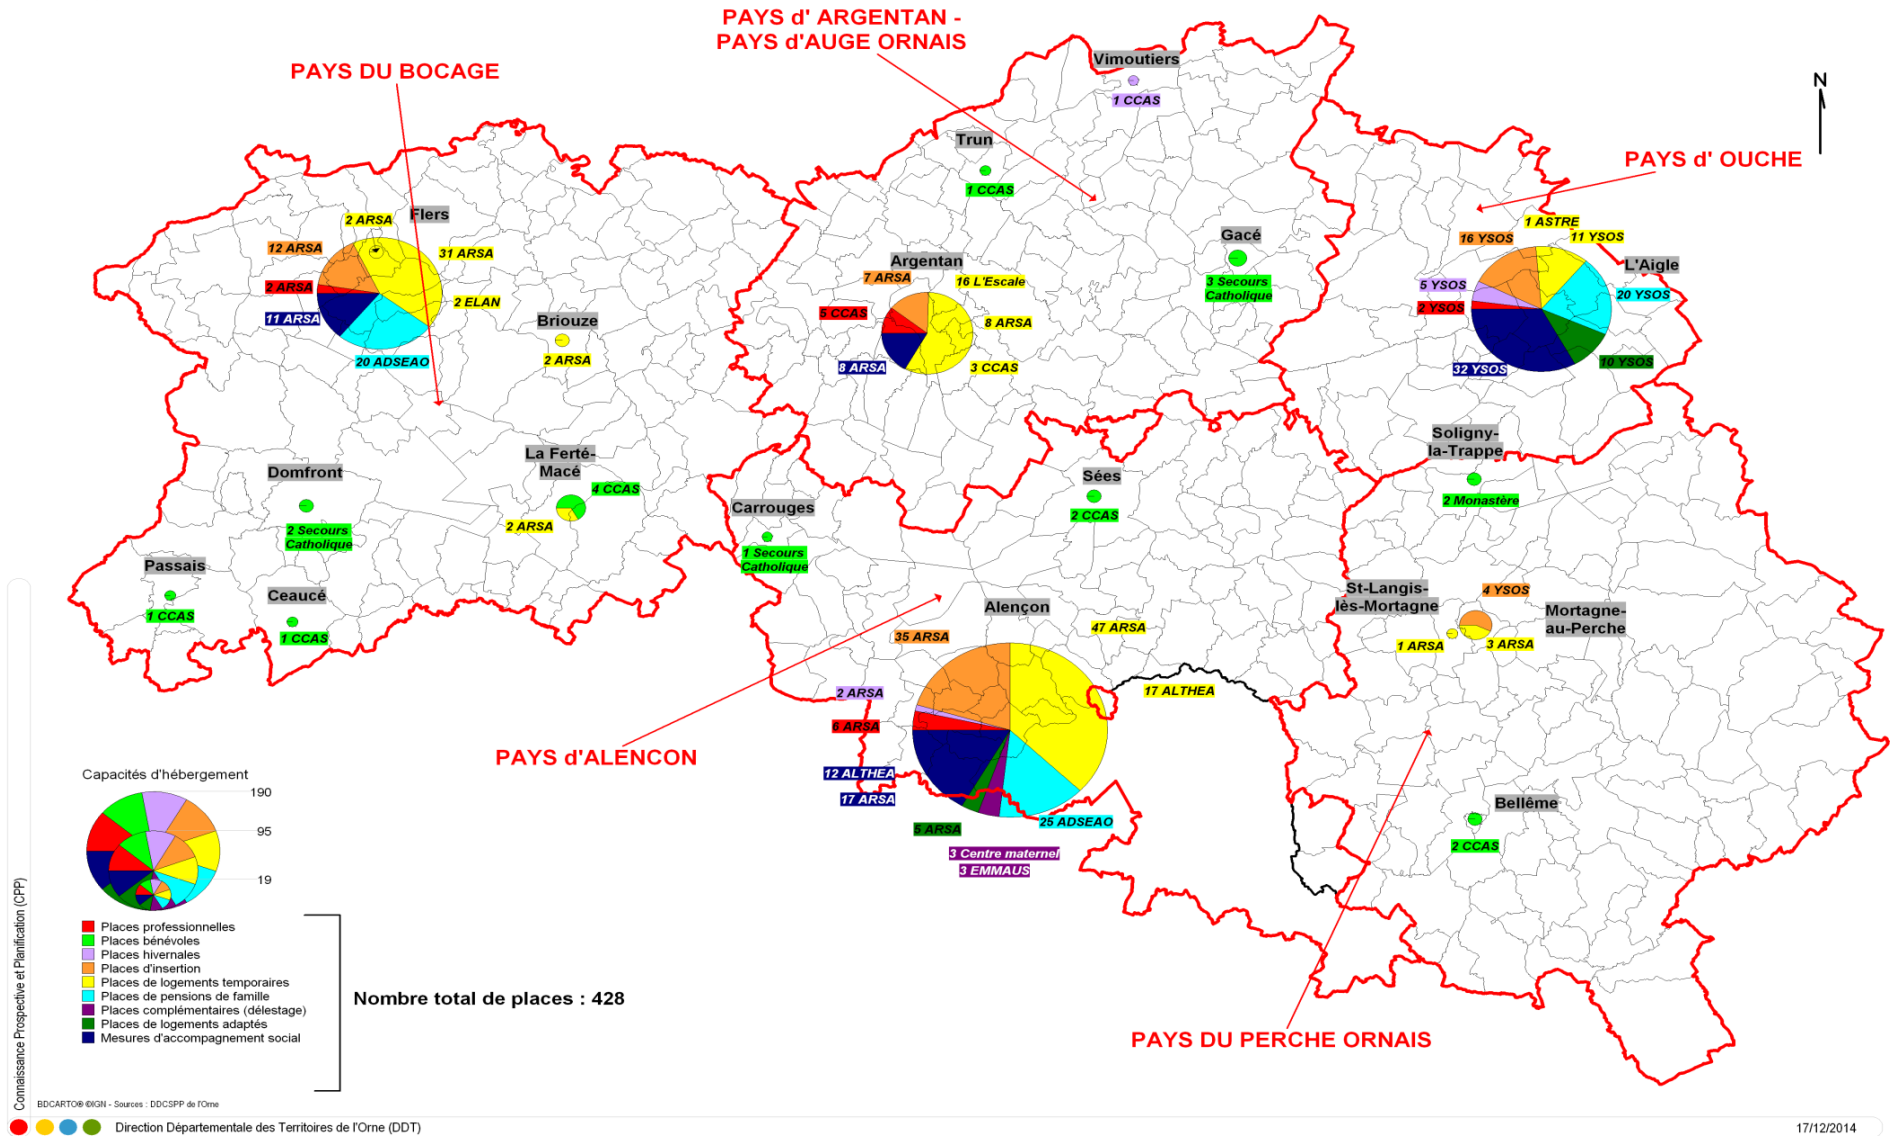 PAYS d' ARGENTAN -
PAYS d'AUGE ORNAIS
PAYS DU BOCAGE
Vimoutiers
1 CCAS
N
Trun
1 CCAS
PAYS d' OUCHE
Flers
2 ARSA
12 ARSA
31 ARSA
2 ARSA
2 ELAN
11 ARSA
20 ADSEAO
Briouze
2 ARSA
Argentan
7 ARSA
16 L'Escale
5 CCAS
8 ARSA
8 ARSA
3 CCAS
Gacé
3 Secours
Catholique
1 ASTRE
16 YSOS
11 YSOS
L'Aigle
5 YSOS
20 YSOS
2 YSOS
32 YSOS
10 YSOS
Domfront
2 Secours
Catholique
La Ferté-
Macé
4 CCAS
2 ARSA
Passais
1 CCAS
Ceaucé
1 CCAS
Carrouges
1 Secours
Catholique
Sées
2 CCAS
Soligny-
la-Trappe
2 Monastère
Alençon
35 ARSA
47 ARSA
2 ARSA
17 ALTHEA
6 ARSA
12 ALTHEA
17 ARSA
5 ARSA
25 ADSEAO
3 Centre maternel
3 EMMAUS
St-Langis-
lès-Mortagne
4 YSOS
Mortagne-
au-Perche
1 ARSA
3 ARSA
PAYS d'ALENCON
Bellême
2 CCAS
PAYS DU PERCHE ORNAIS
Capacités d'hébergement
190
95
19
Places professionnelles
Places bénévoles
Places hivernales
Places d'insertion
Places de logements temporaires
Places de pensions de famille
Places complémentaires (délestage)
Places de logements adaptés
Mesures d'accompagnement social
Nombre total de places : 428
Connaissance Prospective et Planification (CPP)
BDCARTO® ©IGN - Sources : DDCSPP de l'Orne
Direction Départementale des Territoires de l'Orne (DDT)
17/12/2014